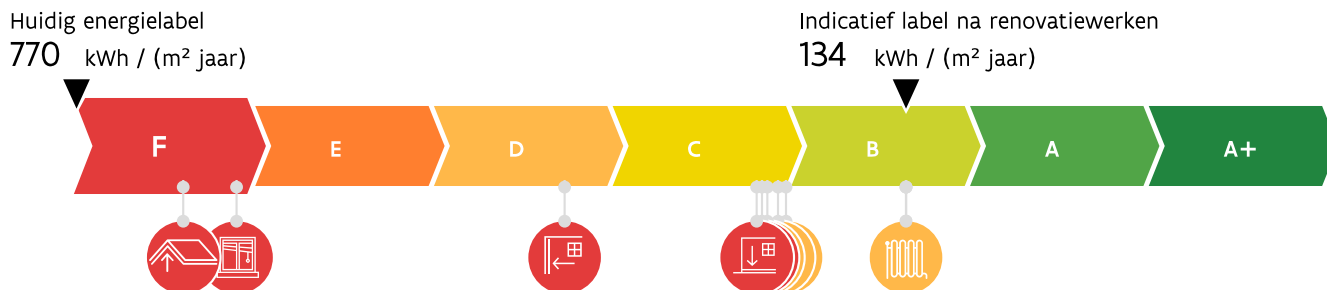 Huidig energielabel
770 kWh / (m² jaar)
Indicatief label na renovatiewerken
134 kWh / (m² jaar)
F E D C B A A+